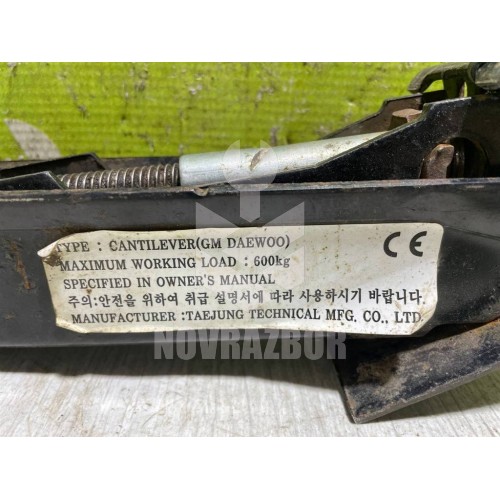 TYPE : CANTILEVER(GM DAEWOO)
MAXIMUM WORKING LOAD : 600kg
SPECIFIED IN OWNER'S MANUAL
주의:안전을 위하여 취급 설명서에 따라 사용하시기 바랍니다.
MANUFACTURER :TAEJUNG TECHNICAL MFG, CO., LTD.
CE
NOVRAZBOR